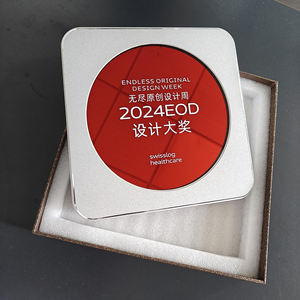 ENDLESS ORIGINAL
DESIGN WEEK
无尽原创设计周
2024EOD
设计大奖
swisslog
healthcare